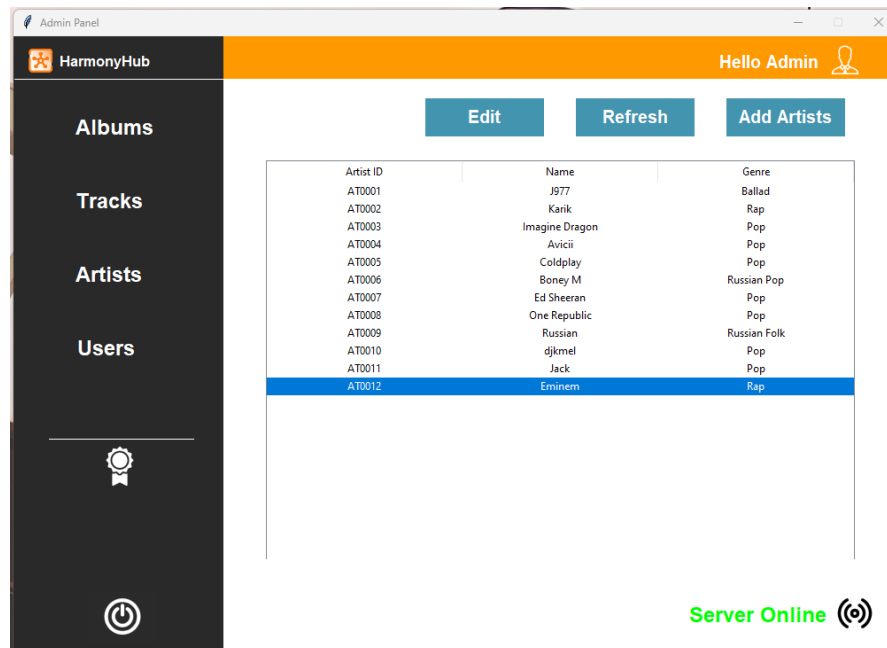 Admin Panel
HarmonyHub
Hello Admin
Albums
Tracks
Artists
Users
Edit Refresh Add Artists
Artist ID Name Genre
AT0001 J977 Ballad
AT0002 Karik Rap
AT0003 Imagine Dragon Pop
AT0004 Avicii Pop
AT0005 Coldplay Pop
AT0006 Boney M Russian Pop
AT0007 Ed Sheeran Pop
AT0008 One Republic Pop
AT0009 Russian Russian Folk
AT0010 djkmel Pop
AT0011 Jack Pop
AT0012 Eminem Rap
Server Online